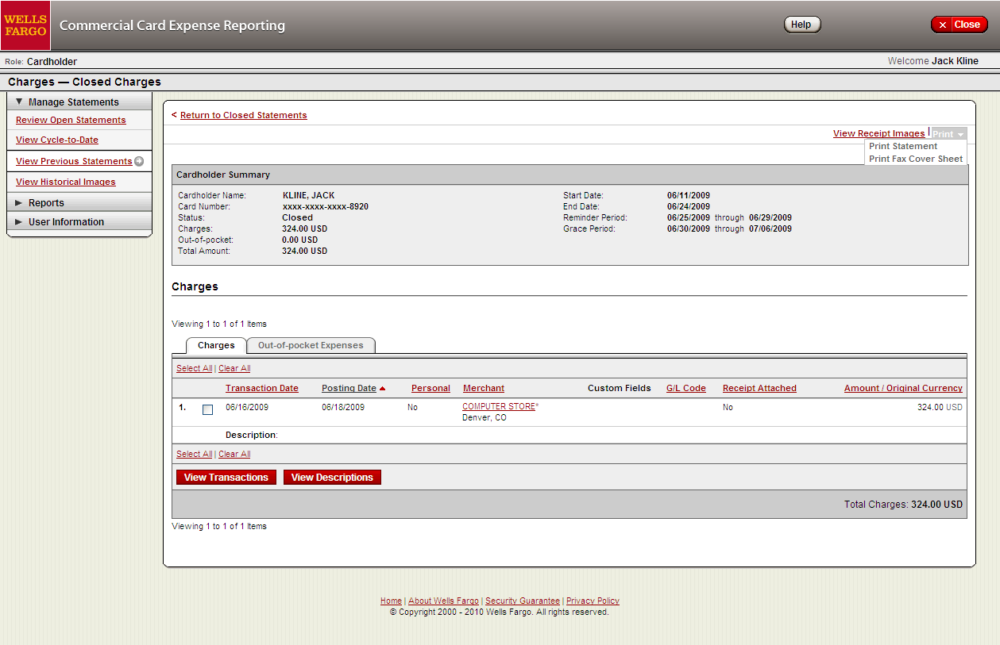 WELLS
FARGO
Commercial Card Expense Reporting
Help
× Close
Role: Cardholder
Welcome Jack Kline
Charges — Closed Charges
▼ Manage Statements
Review Open Statements
View Cycle-to-Date
View Previous Statements
View Historical Images
► Reports
► User Information
< Return to Closed Statements
View Receipt Images | Print
Print Statement
Print Fax Cover Sheet
Cardholder Summary
Cardholder Name: KLINE, JACK
Card Number: xxxx-xxxx-xxxx-8920
Status: Closed
Charges: 324.00 USD
Out-of-pocket: 0.00 USD
Total Amount: 324.00 USD
Start Date: 06/11/2009
End Date: 06/24/2009
Reminder Period: 06/25/2009 through 06/29/2009
Grace Period: 06/30/2009 through 07/06/2009
Charges
Viewing 1 to 1 of 1 Items
Charges Out-of-pocket Expenses
Select All | Clear All
Transaction Date Posting Date Personal Merchant Custom Fields G/L Code Receipt Attached Amount / Original Currency
1. 06/16/2009 06/18/2009 No COMPUTER STORE* No 324.00 USD
Denver, CO
Description:
Select All | Clear All
View Transactions View Descriptions
Total Charges: 324.00 USD
Viewing 1 to 1 of 1 Items
Home | About Wells Fargo | Security Guarantee | Privacy Policy
© Copyright 2000 - 2010 Wells Fargo. All rights reserved.